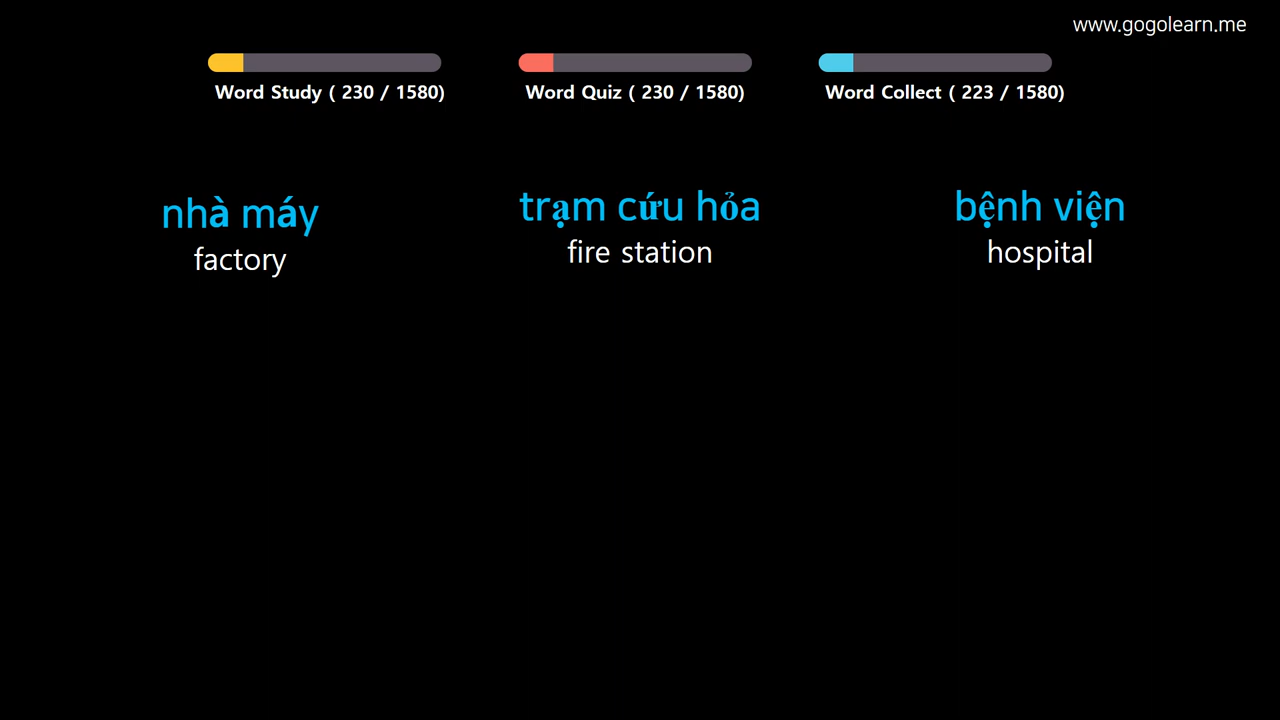 www.gogolearn.me
Word Study ( 230 / 1580)
Word Quiz ( 230 / 1580)
Word Collect ( 223 / 1580)
nhà máy
factory
trạm cứu hỏa
fire station
bệnh viện
hospital